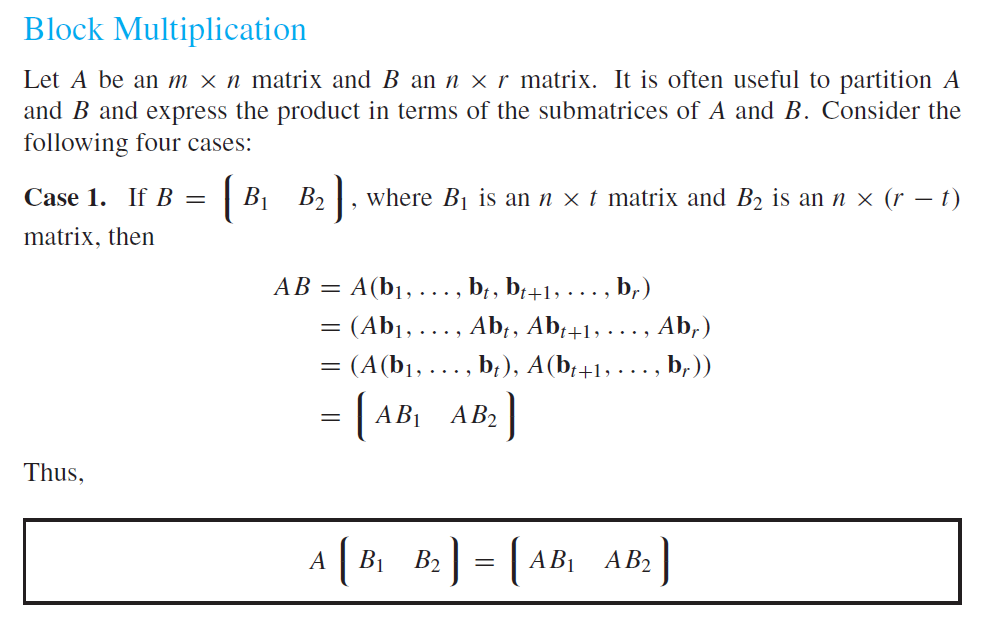 Block Multiplication
Let A be an m × n matrix and B an n × r matrix. It is often useful to partition A
and B and express the product in terms of the submatrices of A and B. Consider the
following four cases:
Case 1. If B = [ B₁ B₂ ], where B₁ is an n × t matrix and B₂ is an n × (r − t)
matrix, then
AB = A(b₁, . . . , bₜ, bₜ₊₁, . . . , bᵣ)
= (Ab₁, . . . , Abₜ, Abₜ₊₁, . . . , Abᵣ)
= (A(b₁, . . . , bₜ), A(bₜ₊₁, . . . , bᵣ))
= [ AB₁ AB₂ ]
Thus,
A [ B₁ B₂ ] = [ AB₁ AB₂ ]